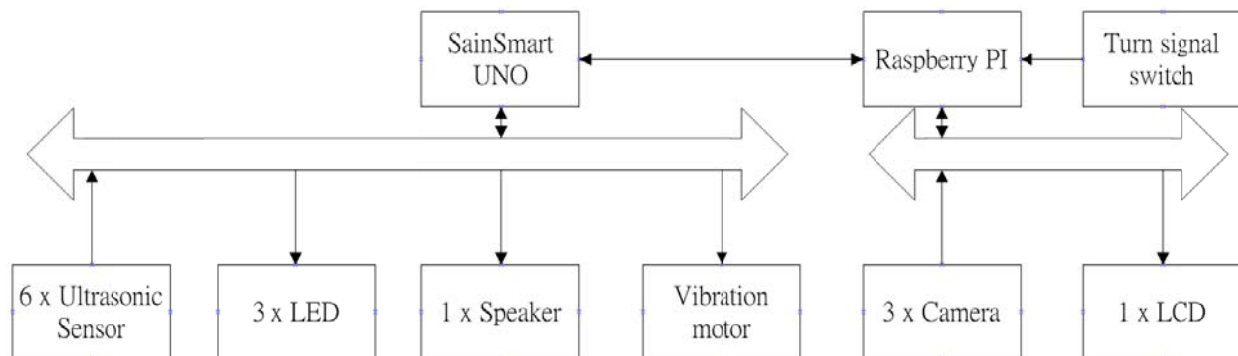 SainSmart
UNO
Raspberry PI
Turn signal
switch
6 x Ultrasonic
Sensor
3 x LED
1 x Speaker
Vibration
motor
3 x Camera
1 x LCD